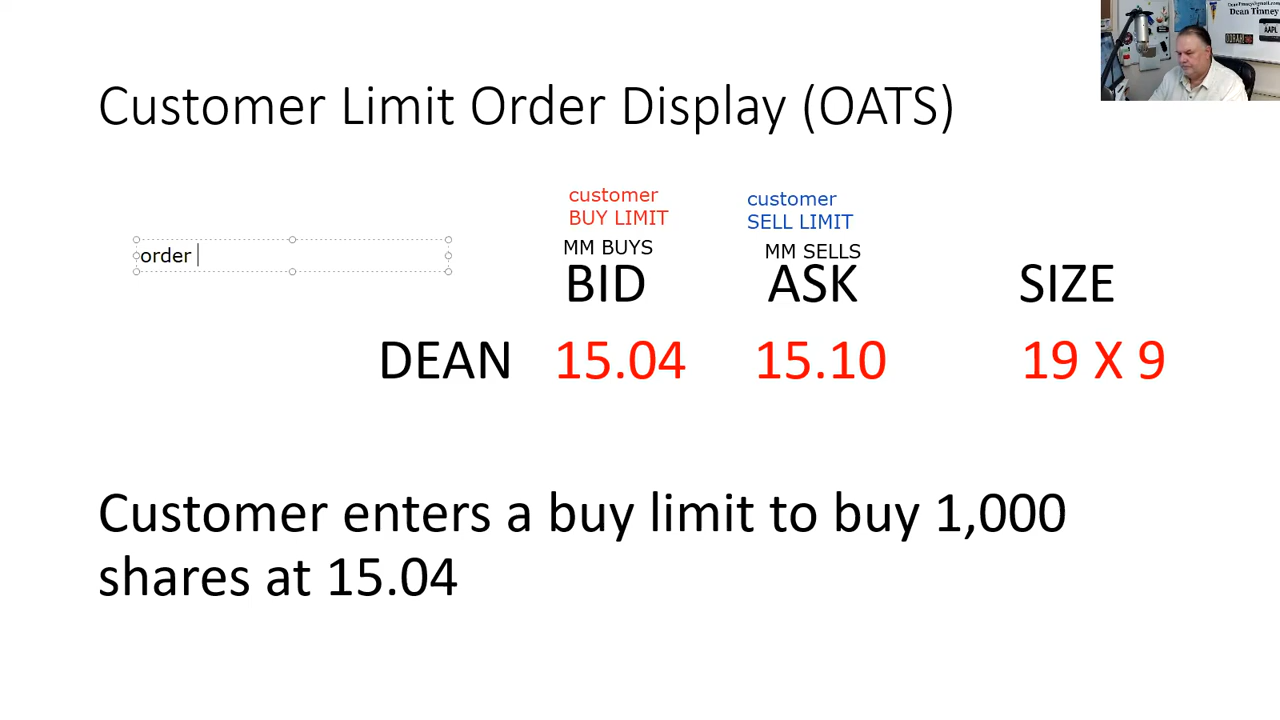 Dean Tinney
AAPL
Customer Limit Order Display (OATS)
customer
BUY LIMIT
customer
SELL LIMIT
order
MM BUYS
MM SELLS
BID ASK SIZE
DEAN 15.04 15.10 19 X 9
Customer enters a buy limit to buy 1,000
shares at 15.04